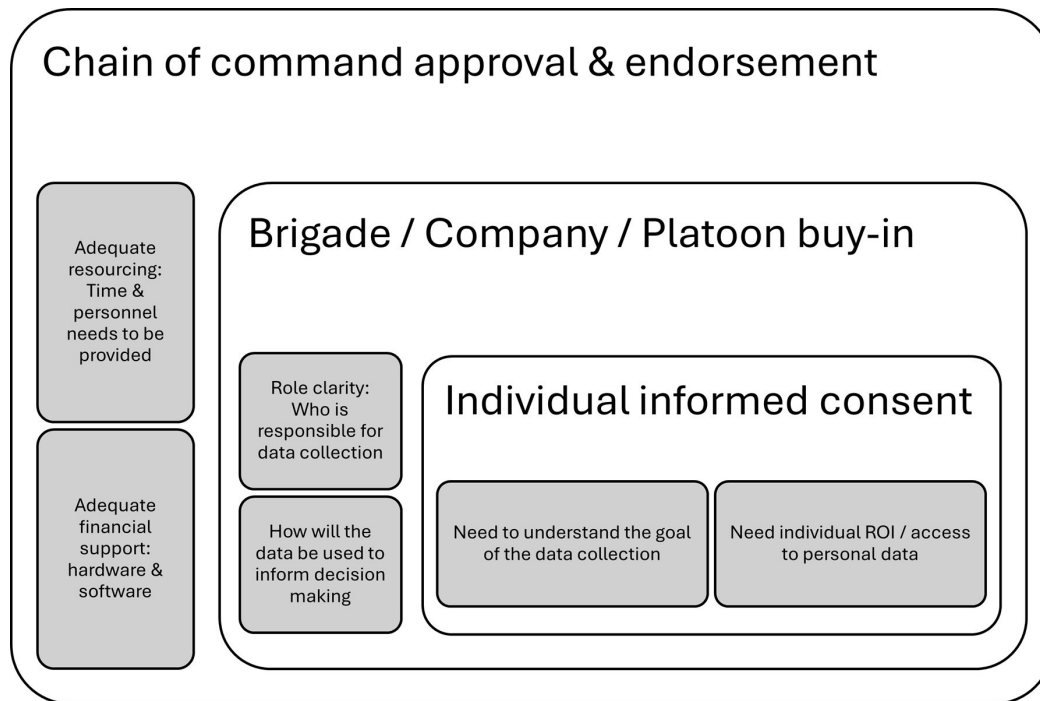 Chain of command approval & endorsement
Adequate
resourcing:
Time &
personnel
needs to be
provided
Adequate
financial
support:
hardware &
software
Brigade / Company / Platoon buy-in
Role clarity:
Who is
responsible for
data collection
How will the
data be used to
inform decision
making
Individual informed consent
Need to understand the goal
of the data collection
Need individual ROI / access
to personal data